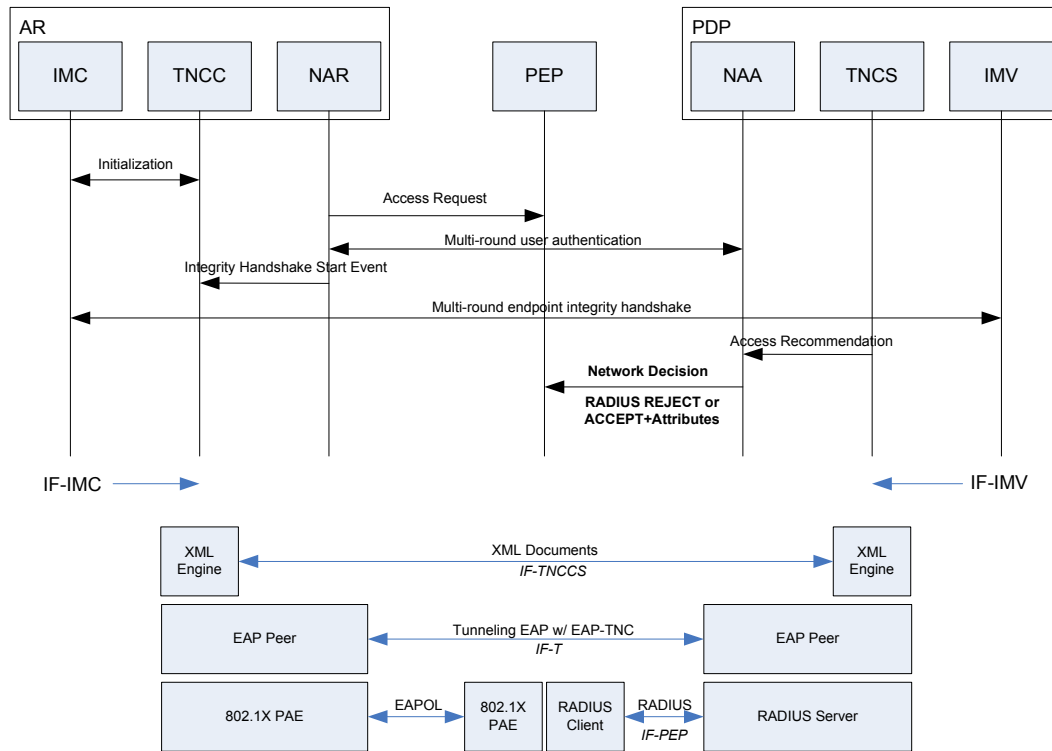 AR
PDP
IMC
TNCC
NAR
PEP
NAA
TNCS
IMV
Initialization
Access Request
Multi-round user authentication
Integrity Handshake Start Event
Multi-round endpoint integrity handshake
Access Recommendation
Network Decision
RADIUS REJECT or
ACCEPT+Attributes
IF-IMC
IF-IMV
XML
Engine
XML Documents
IF-TNCCS
XML
Engine
EAP Peer
Tunneling EAP w/ EAP-TNC
IF-T
EAP Peer
802.1X PAE
EAPOL
802.1X
PAE
RADIUS
Client
RADIUS
IF-PEP
RADIUS Server